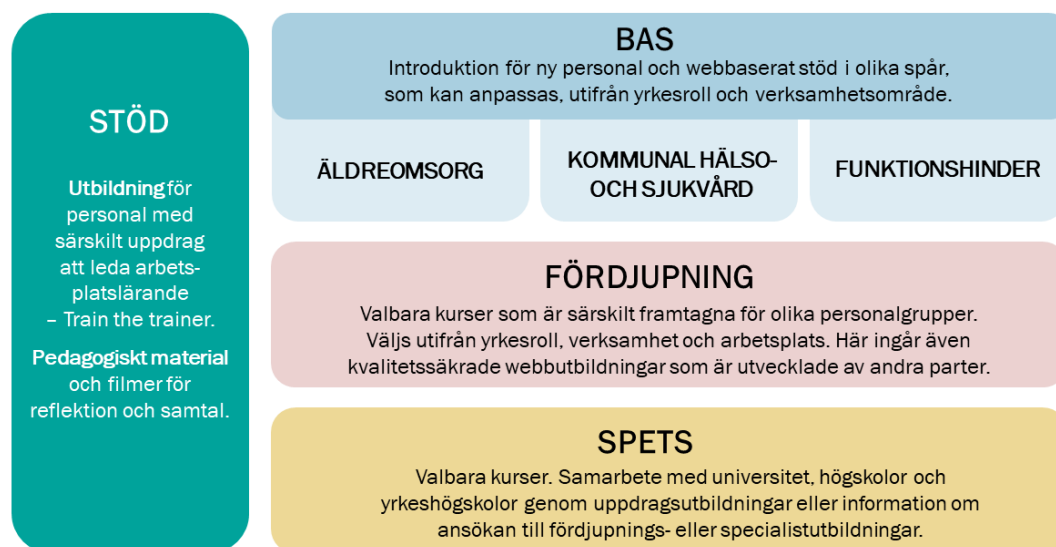 STÖD
Utbildning för
personal med
särskilt uppdrag
att leda arbets-
platslärande
– Train the trainer.
Pedagogiskt material
och filmer för
reflektion och samtal.
BAS
Introduktion för ny personal och webbaserat stöd i olika spår,
som kan anpassas, utifrån yrkesroll och verksamhetsområde.
ÄLDREOMSORG
KOMMUNAL HÄLSO-
OCH SJUKVÅRD
FUNKTIONSHINDER
FÖRDJUPNING
Valbara kurser som är särskilt framtagna för olika personalgrupper.
Väljs utifrån yrkesroll, verksamhet och arbetsplats. Här ingår även
kvalitetssäkrade webbutbildningar som är utvecklade av andra parter.
SPETS
Valbara kurser. Samarbete med universitet, högskolor och
yrkeshögskolor genom uppdragsutbildningar eller information om
ansökan till fördjupnings- eller specialistutbildningar.